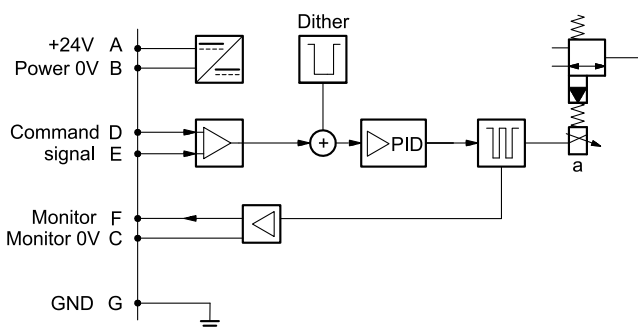 Dither
+24V A
Power 0V B
Command D
signal E
+
PID
a
Monitor F
Monitor 0V C
GND G